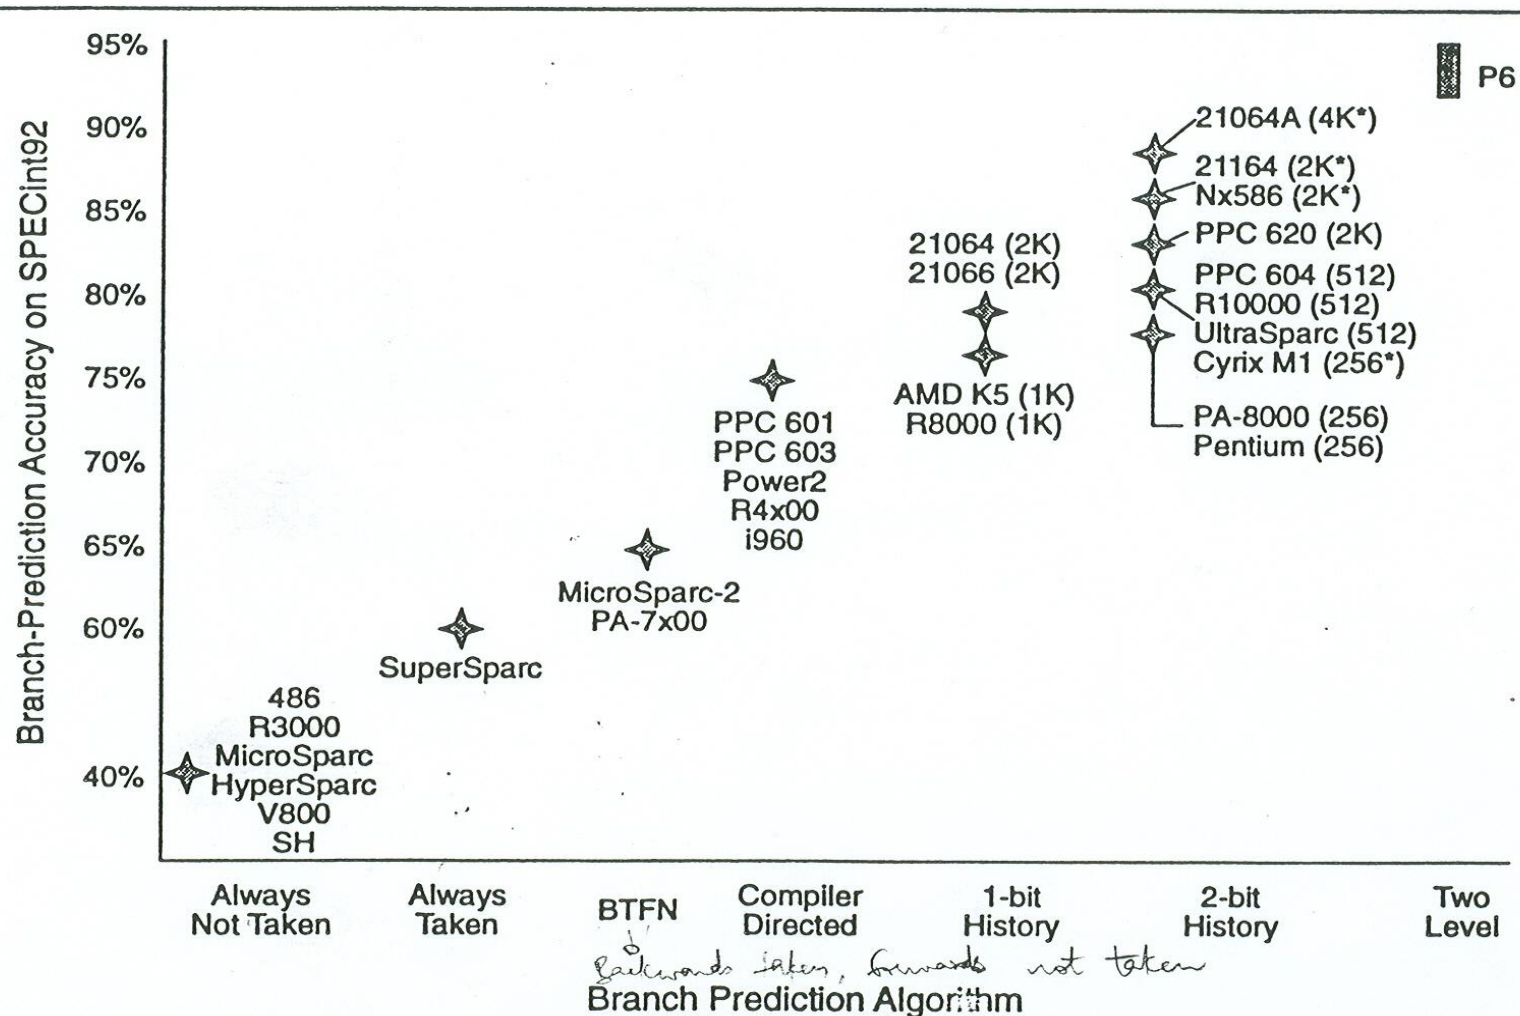 Branch-Prediction Accuracy on SPECint92
95%
90%
85%
80%
75%
70%
65%
60%
40%
486
R3000
MicroSparc
HyperSparc
V800
SH
SuperSparc
MicroSparc-2
PA-7x00
PPC 601
PPC 603
Power2
R4x00
i960
21064 (2K)
21066 (2K)
AMD K5 (1K)
R8000 (1K)
21064A (4K*)
21164 (2K*)
Nx586 (2K*)
PPC 620 (2K)
PPC 604 (512)
R10000 (512)
UltraSparc (512)
Cyrix M1 (256*)
PA-8000 (256)
Pentium (256)
P6
Always
Not Taken
Always
Taken
BTFN
Compiler
Directed
1-bit
History
2-bit
History
Two
Level
Backwards taken, forwards not taken
Branch Prediction Algorithm